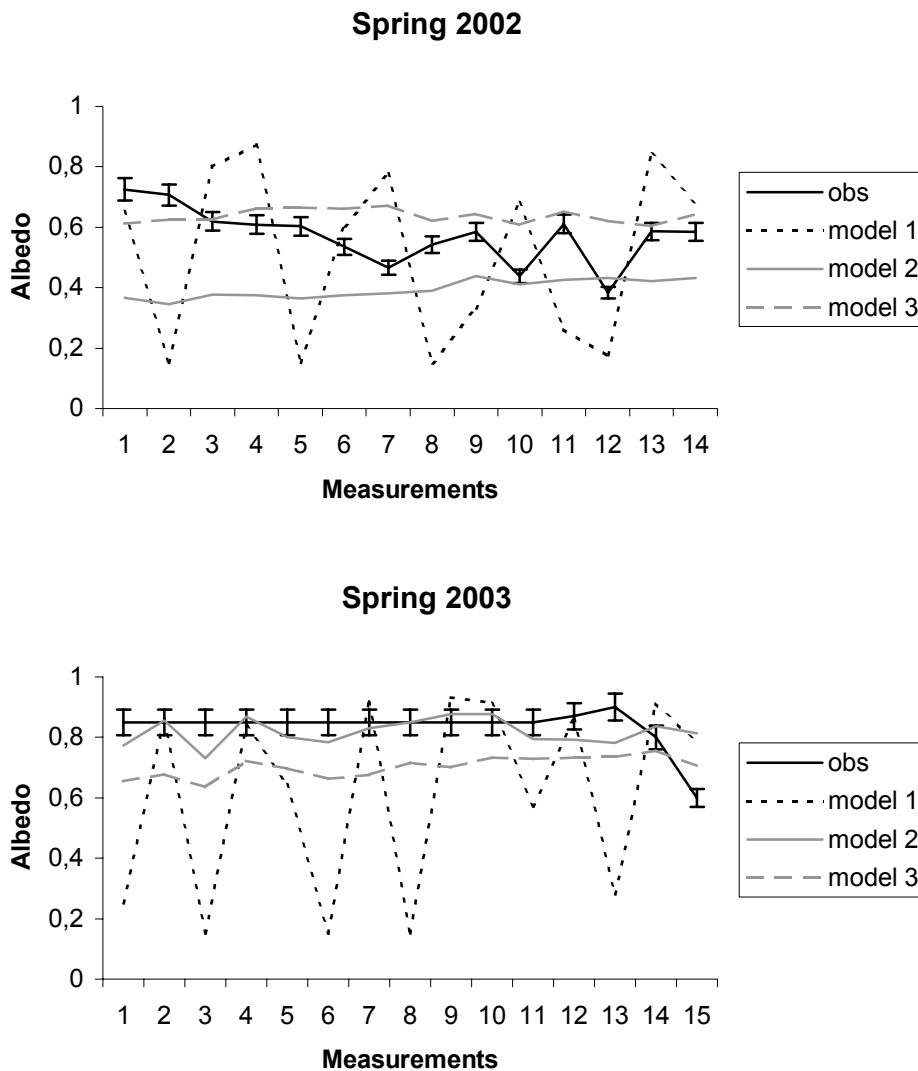 Spring 2002
1
0,8
0,6
0,4
0,2
0
Albedo
1 2 3 4 5 6 7 8 9 10 11 12 13 14
Measurements
obs
model 1
model 2
model 3
Spring 2003
1
0,8
0,6
0,4
0,2
0
Albedo
1 2 3 4 5 6 7 8 9 10 11 12 13 14 15
Measurements
obs
model 1
model 2
model 3